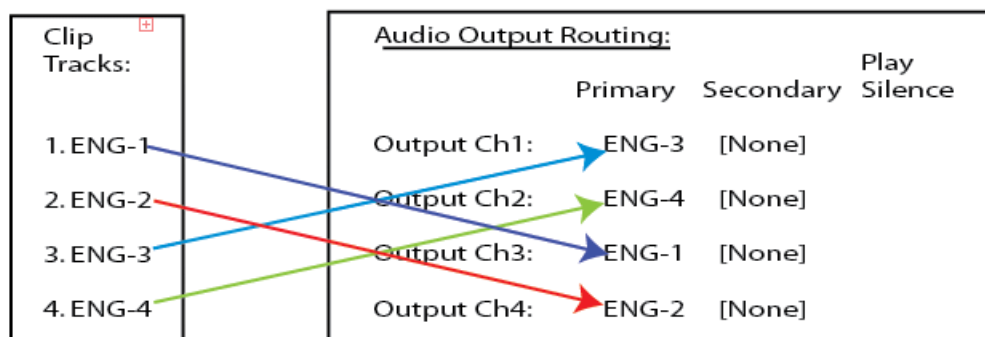 Clip
Tracks:
1. ENG-1
2. ENG-2
3. ENG-3
4. ENG-4
Audio Output Routing:
Primary Secondary Play Silence
Output Ch1: ENG-3 [None]
Output Ch2: ENG-4 [None]
Output Ch3: ENG-1 [None]
Output Ch4: ENG-2 [None]